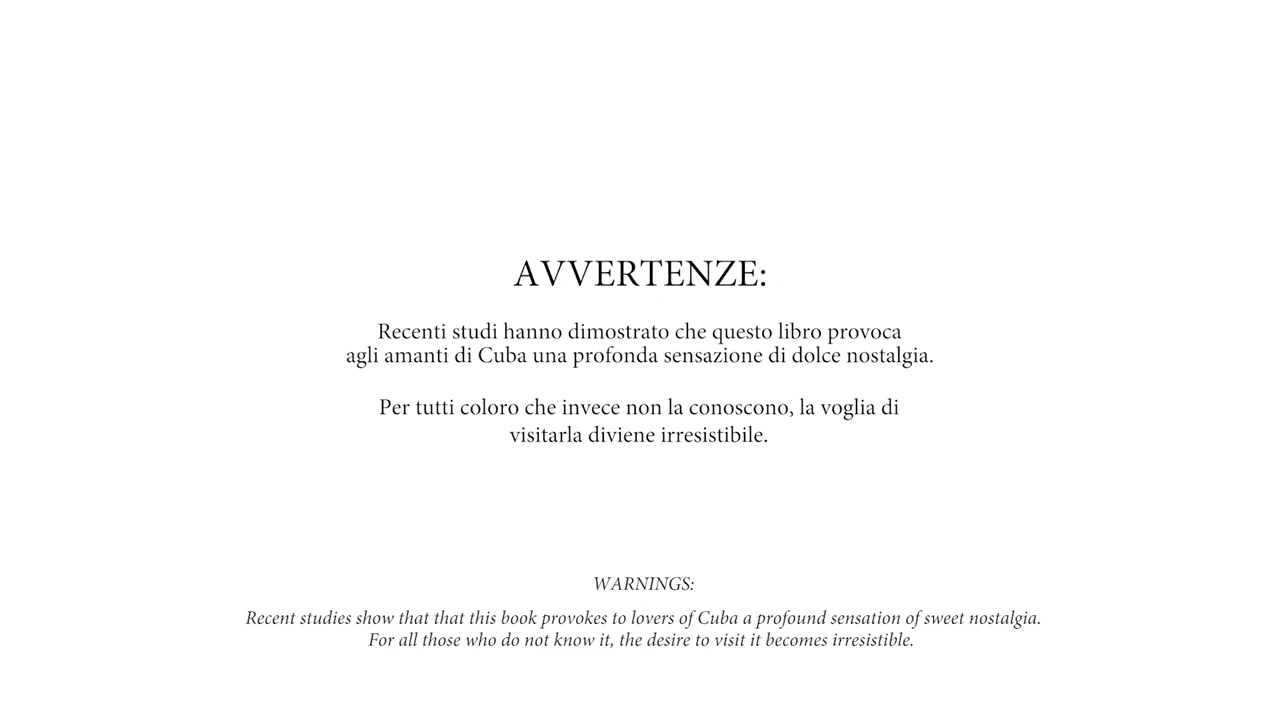 AVVERTENZE:
Recenti studi hanno dimostrato che questo libro provoca
agli amanti di Cuba una profonda sensazione di dolce nostalgia.
Per tutti coloro che invece non la conoscono, la voglia di
visitarla diviene irresistibile.
WARNINGS:
Recent studies show that that this book provokes to lovers of Cuba a profound sensation of sweet nostalgia.
For all those who do not know it, the desire to visit it becomes irresistible.